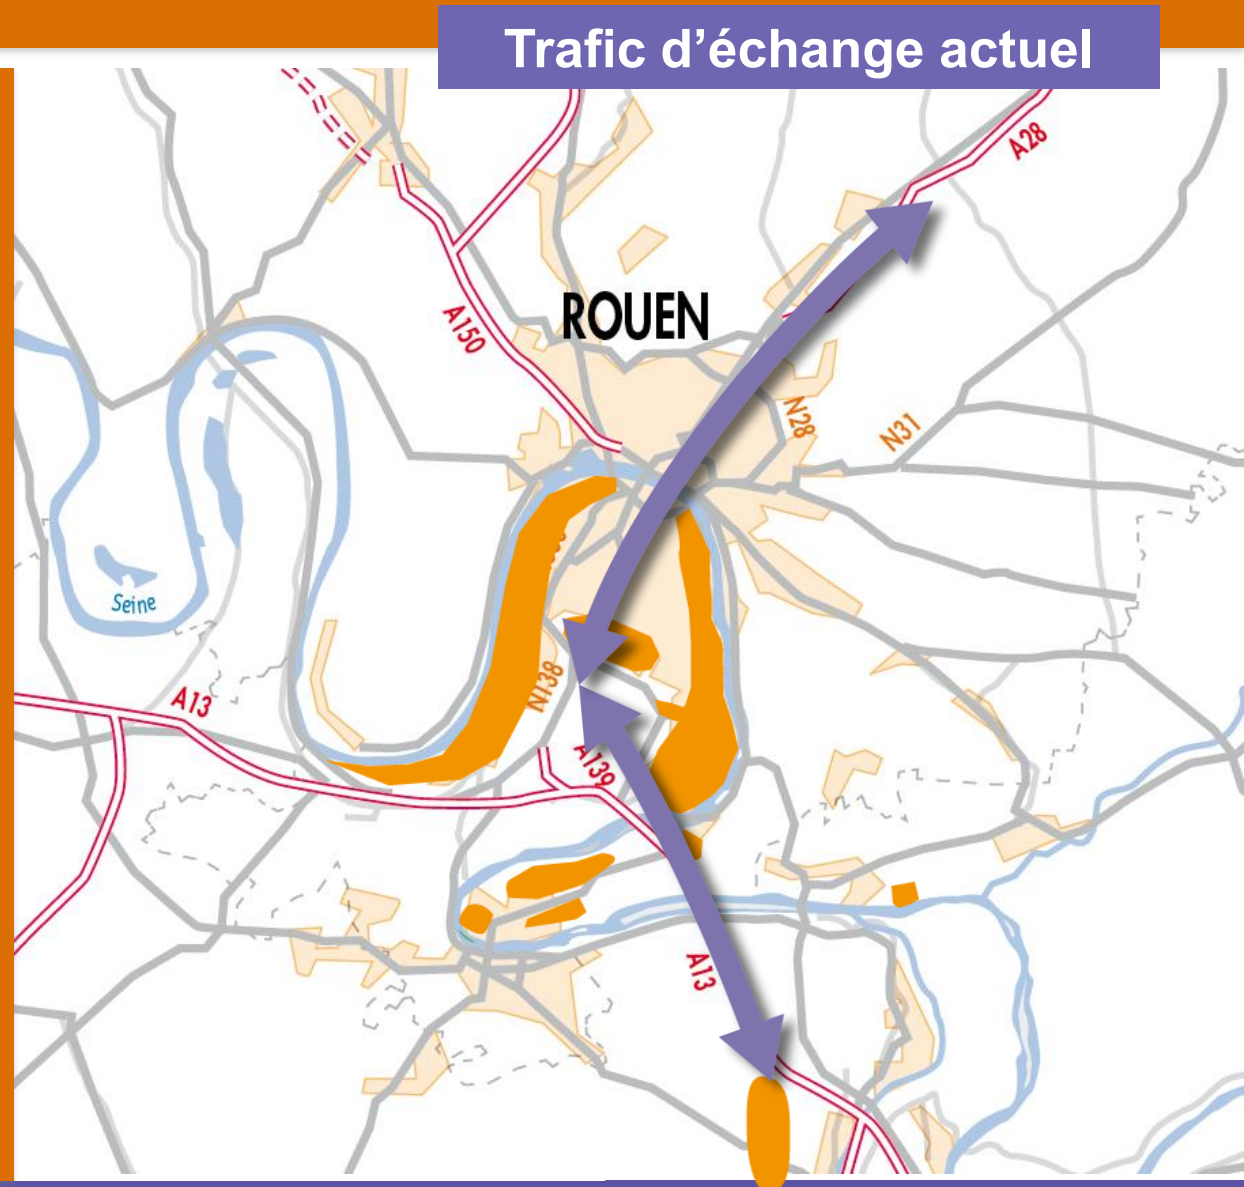 Trafic d’échange actuel
A28
ROUEN
A150
N28
N31
Seine
N138
A13
A139
A13